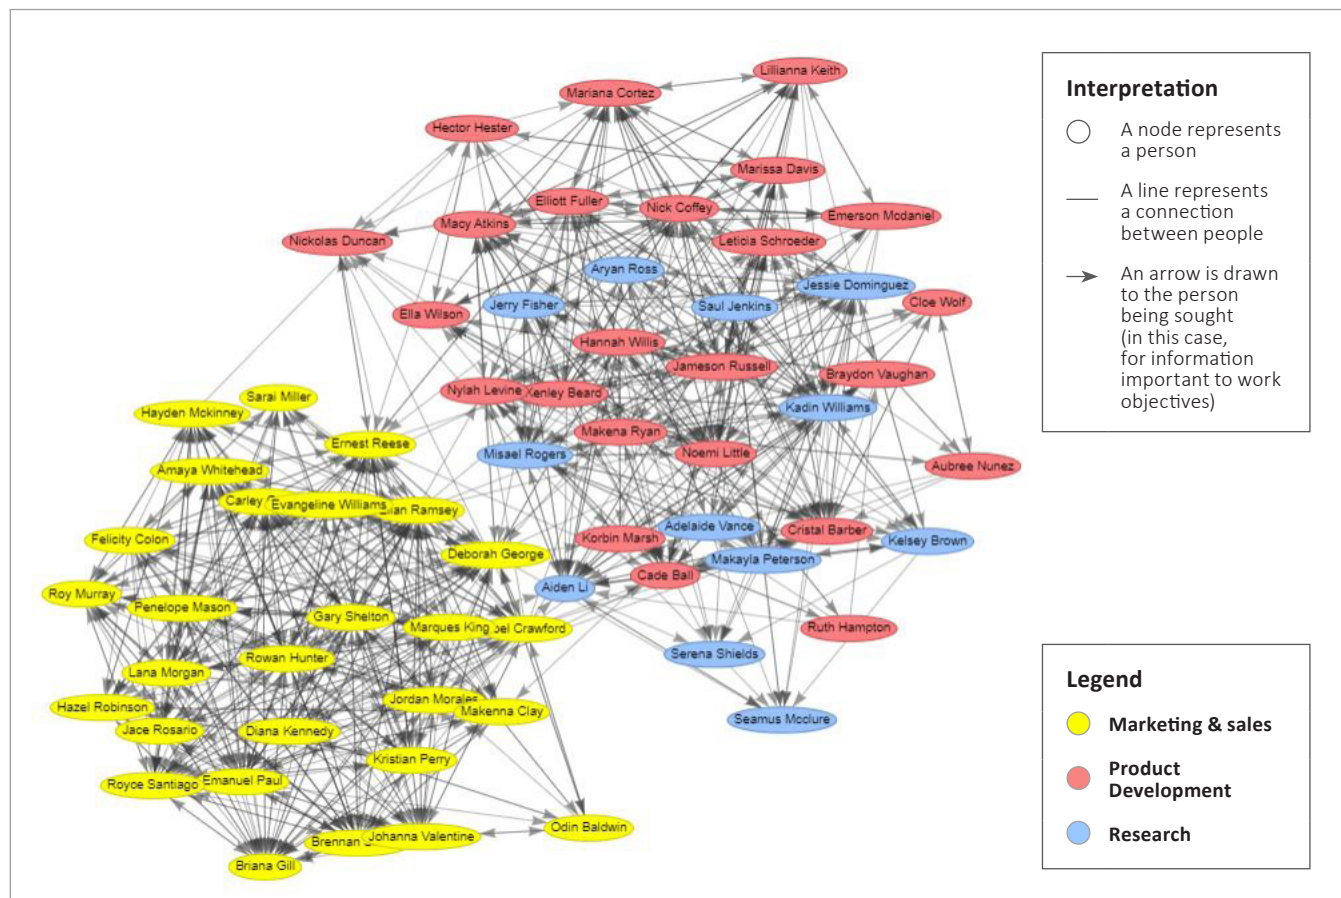 Lillianna Keith
Mariana Cortez
Hector Hester
Marissa Davis
Elliott Fuller
Nick Coffey
Emerson Mcdaniel
Macy Atkins
Nickolas Duncan
Leticia Schroeder
Aryan Ross
Jessie Dominguez
Jerry Fisher
Saul Jenkins
Cloe Wolf
Ella Wilson
Hannah Willis
Jameson Russell
Braydon Vaughan
Nylah Levine
Kenley Beard
Kadin Williams
Sarai Miller
Hayden Mckinney
Makena Ryan
Ernest Reese
Misael Rogers
Noemi Little
Aubree Nunez
Amaya Whitehead
Carley
Evangeline Williams
Ramsey
Adelaide Vance
Cristal Barber
Felicity Colon
Korbin Marsh
Kelsey Brown
Deborah George
Makayla Peterson
Cade Ball
Aiden Li
Roy Murray
Penelope Mason
Gary Shelton
Marques King
Crawford
Ruth Hampton
Rowan Hunter
Serena Shields
Lana Morgan
Hazel Robinson
Jordan Morales
Makenna Clay
Seamus Mcclure
Jace Rosario
Diana Kennedy
Kristian Perry
Royce Santiago
Emanuel Paul
Odin Baldwin
Brennan
Johanna Valentine
Briana Gill
Interpretation
A node represents
a person
A line represents
a connection
between people
An arrow is drawn
to the person
being sought
(in this case,
for information
important to work
objectives)
Legend
Marketing & sales
Product
Development
Research